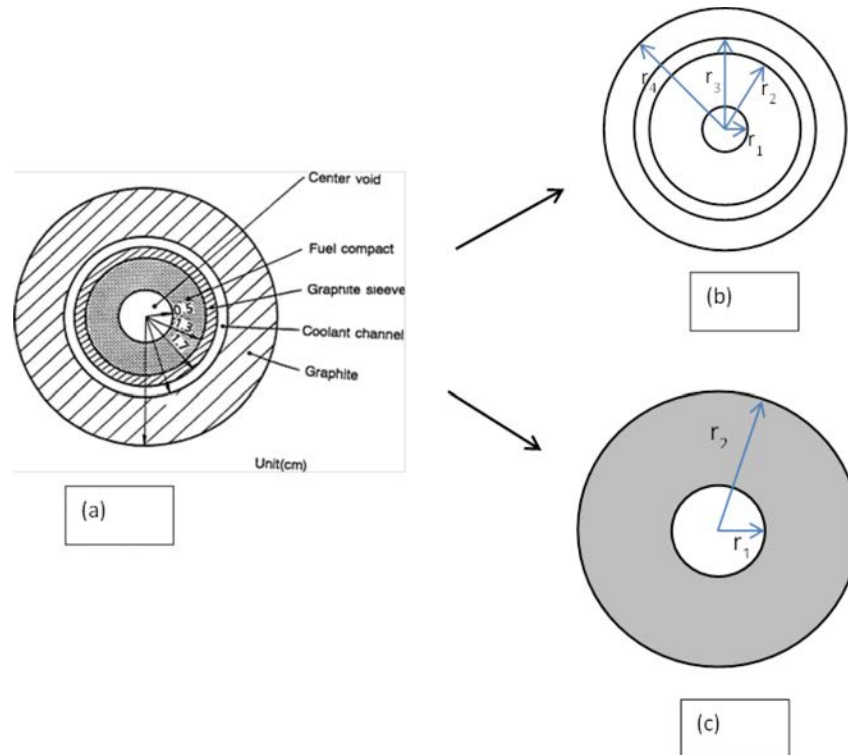 Center void
Fuel compact
Graphite sleeve
Coolant channel
Graphite
0.5
1.3
1.7
Unit(cm)
(a)
r4
r3
r2
r1
(b)
r2
r1
(c)